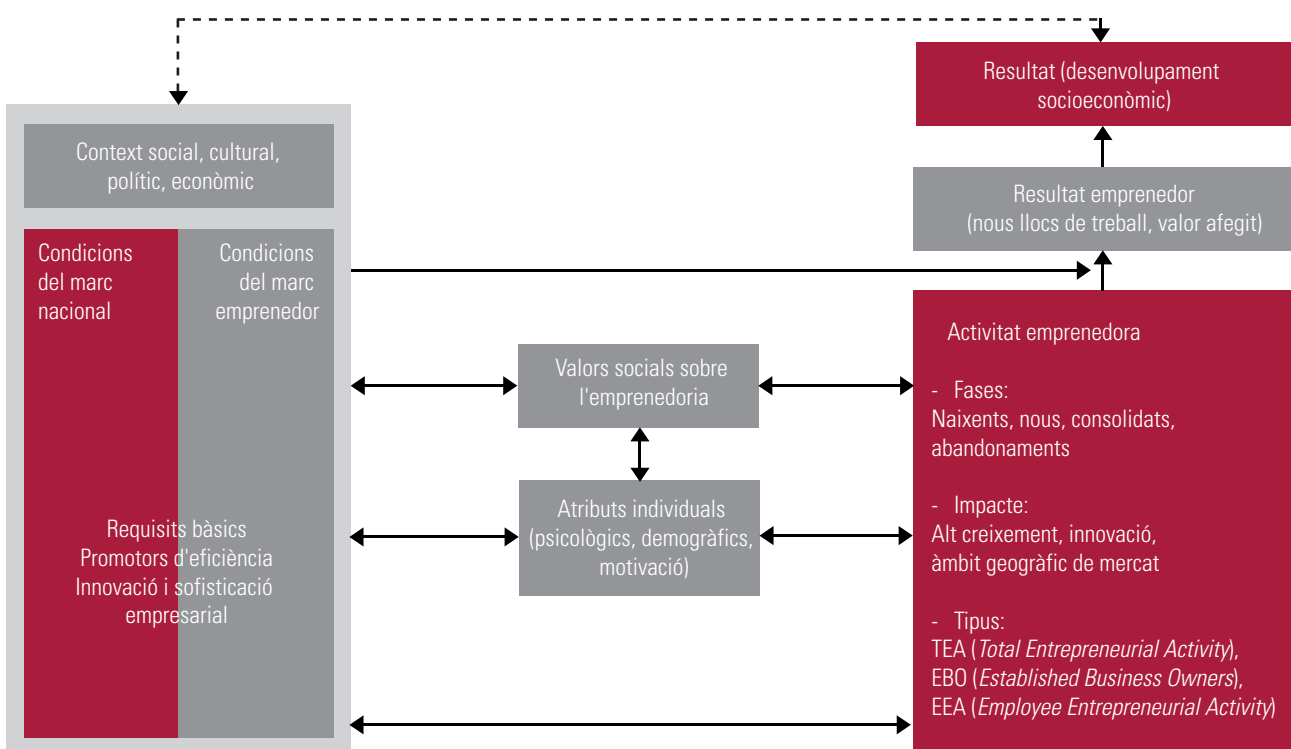 Resultat (desenvolupament
socioeconòmic)
Context social, cultural,
polític, econòmic
Resultat emprenedor
(nous llocs de treball, valor afegit)
Condicions
del marc
nacional
Condicions
del marc
emprenedor
Requisits bàsics
Promotors d'eficiència
Innovació i sofisticació
empresarial
Valors socials sobre
l'emprenedoria
Atributs individuals
(psicològics, demogràfics,
motivació)
Activitat emprenedora
- Fases:
Naixents, nous, consolidats,
abandonaments
- Impacte:
Alt creixement, innovació,
àmbit geogràfic de mercat
- Tipus:
TEA (Total Entrepreneurial Activity),
EBO (Established Business Owners),
EEA (Employee Entrepreneurial Activity)